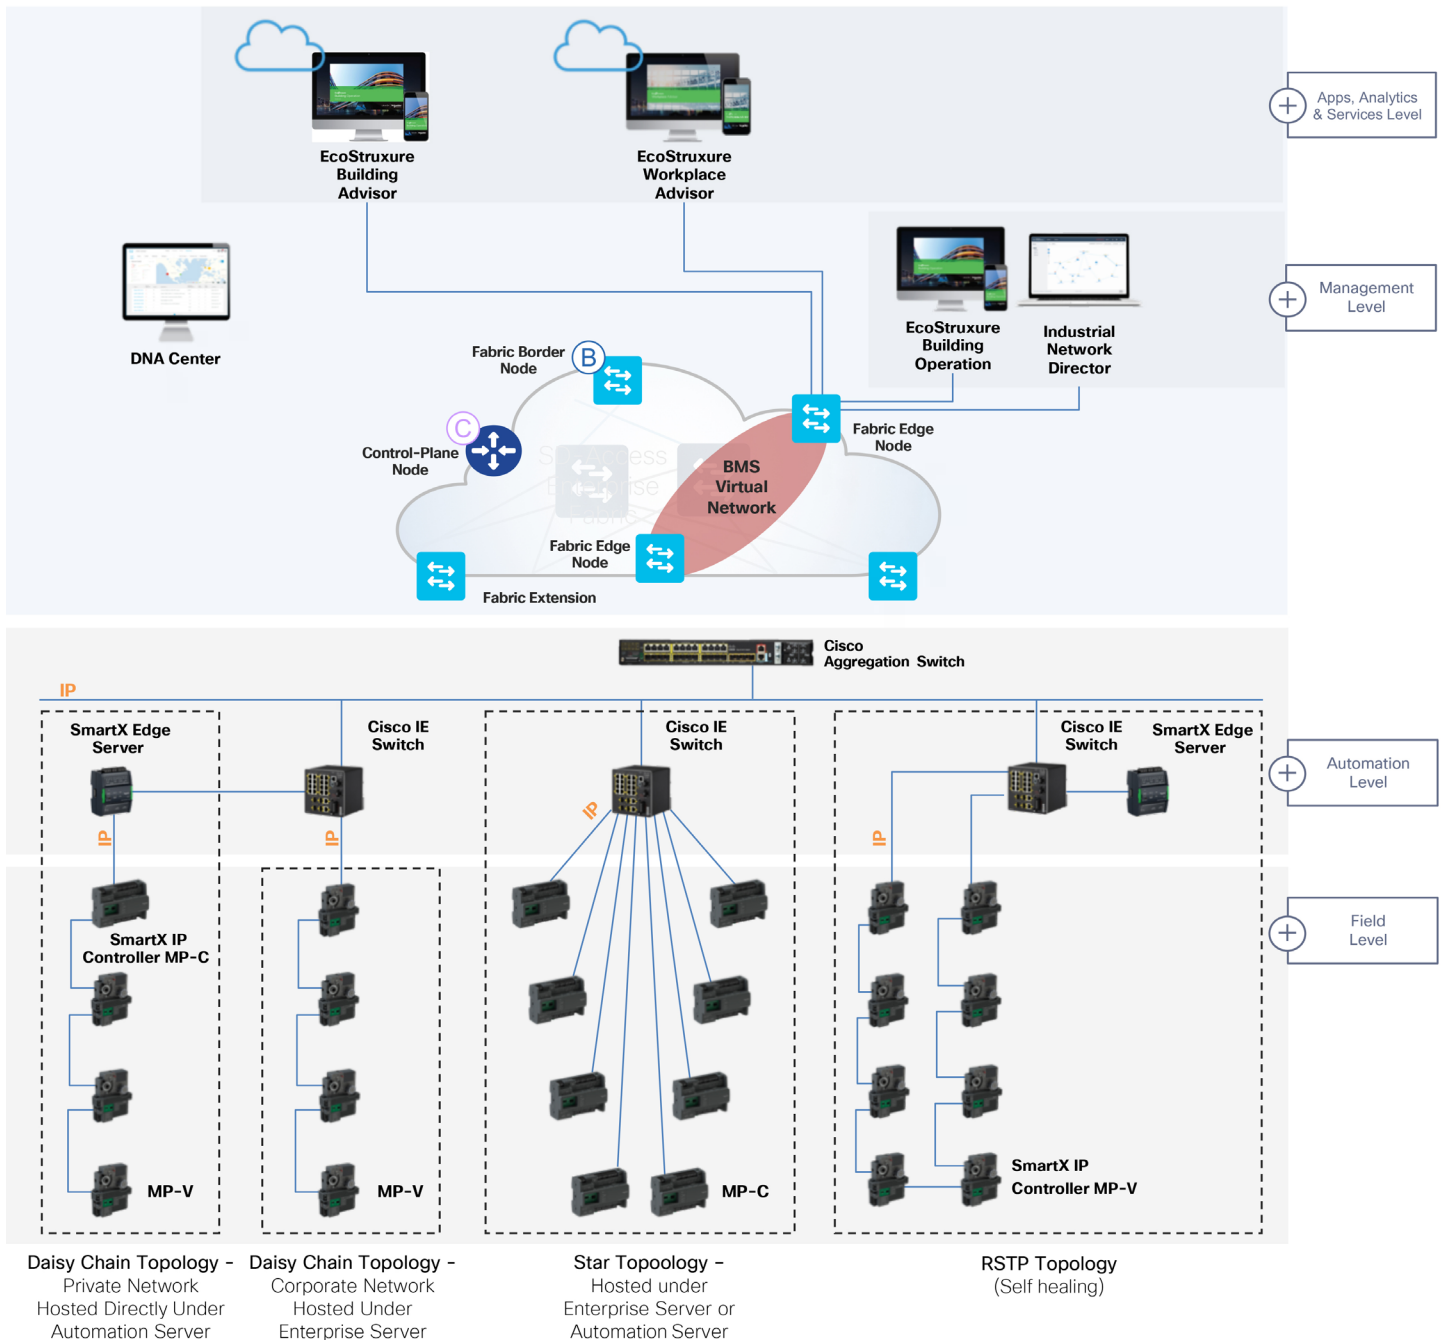 Apps, Analytics
& Services Level
EcoStruxure
Building
Advisor
EcoStruxure
Workplace
Advisor
DNA Center
EcoStruxure
Building
Operation
Industrial
Network
Director
Management
Level
Fabric Border
Node
B
C
Control-Plane
Node
Fabric Edge
Node
SD-Access
Enterprise
Fabric
BMS
Virtual
Network
Fabric Edge
Node
Fabric Extension
Cisco
Aggregation Switch
IP
SmartX Edge
Server
Cisco IE
Switch
Cisco IE
Switch
Cisco IE
Switch
SmartX Edge
Server
Automation
Level
IP
IP
IP
IP
SmartX IP
Controller MP-C
Field
Level
MP-V
MP-V
MP-C
SmartX IP
Controller MP-V
Daisy Chain Topology -
Private Network
Hosted Directly Under
Automation Server
Daisy Chain Topology -
Corporate Network
Hosted Under
Enterprise Server
Star Topoology -
Hosted under
Enterprise Server or
Automation Server
RSTP Topology
(Self healing)